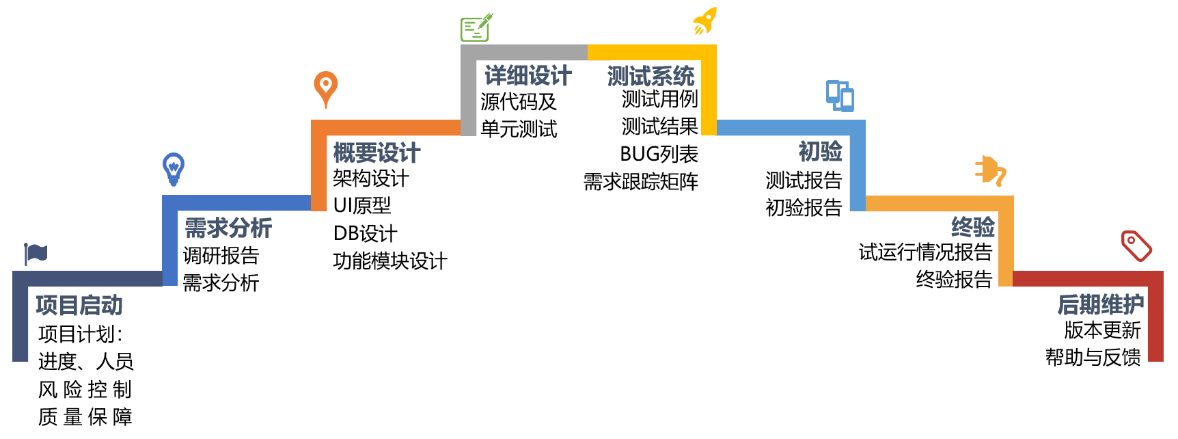 项目启动
项目计划：
进度、人员
风 险 控 制
质 量 保 障
需求分析
调研报告
需求分析
概要设计
架构设计
UI原型
DB设计
功能模块设计
详细设计
源代码及
单元测试
测试系统
测试用例
测试结果
BUG列表
需求跟踪矩阵
初验
测试报告
初验报告
终验
试运行情况报告
终验报告
后期维护
版本更新
帮助与反馈